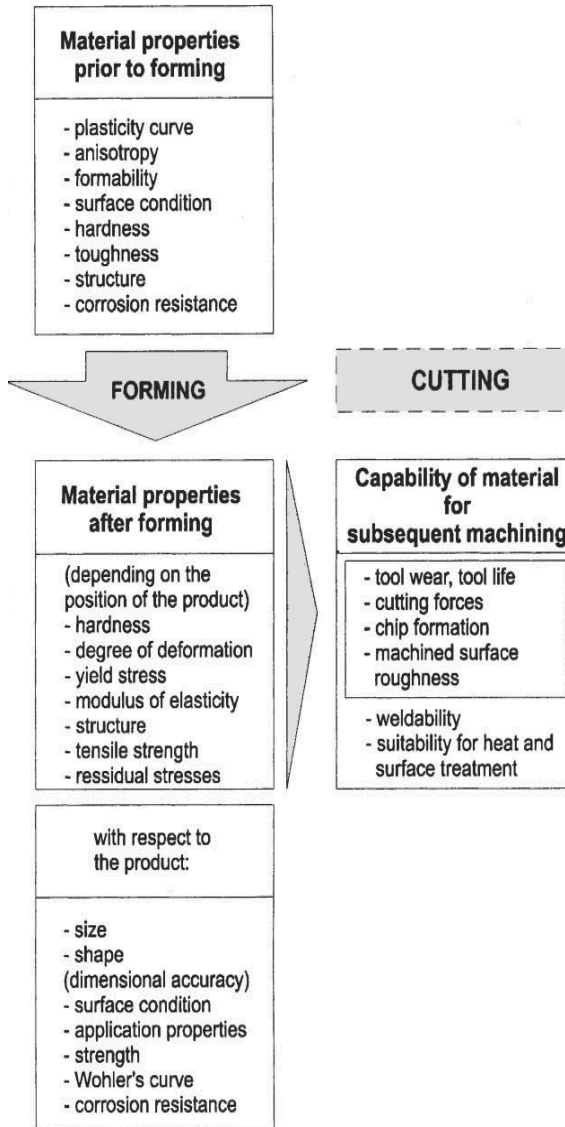 Material properties
prior to forming
- plasticity curve
- anisotropy
- formability
- surface condition
- hardness
- toughness
- structure
- corrosion resistance
FORMING
CUTTING
Material properties
after forming
(depending on the
position of the product)
- hardness
- degree of deformation
- yield stress
- modulus of elasticity
- structure
- tensile strength
- ressidual stresses
Capability of material
for
subsequent machining
- tool wear, tool life
- cutting forces
- chip formation
- machined surface
roughness
- weldability
- suitability for heat and
surface treatment
with respect to
the product:
- size
- shape
(dimensional accuracy)
- surface condition
- application properties
- strength
- Wohler's curve
- corrosion resistance